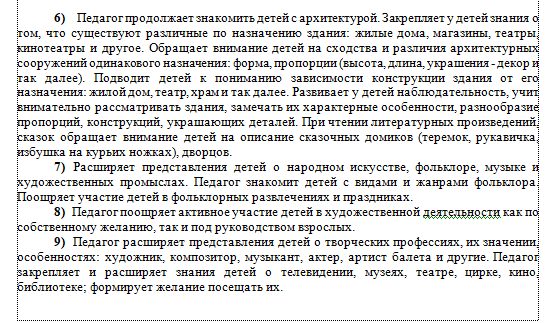 6) Педагог продолжает знакомить детей с архитектурой. Закрепляет у детей знания о
том, что существуют различные по назначению здания: жилые дома, магазины, театры,
кинотеатры и другое. Обращает внимание детей на сходства и различия архитектурных
сооружений одинакового назначения: форма, пропорции (высота, длина, украшения - декор и
так далее). Подводит детей к пониманию зависимости конструкции здания от его
назначения: жилой дом, театр, храм и так далее. Развивает у детей наблюдательность, учит
внимательно рассматривать здания, замечать их характерные особенности, разнообразие
пропорций, конструкций, украшающих деталей. При чтении литературных произведений,
сказок обращает внимание детей на описание сказочных домиков (теремок, рукавичка,
избушка на курьих ножках), дворцов.
7) Расширяет представления детей о народном искусстве, фольклоре, музыке и
художественных промыслах. Педагог знакомит детей с видами и жанрами фольклора.
Поощряет участие детей в фольклорных развлечениях и праздниках.
8) Педагог поощряет активное участие детей в художественной деятельности как по
собственному желанию, так и под руководством взрослых.
9) Педагог расширяет представления детей о творческих профессиях, их значении,
особенностях: художник, композитор, музыкант, актер, артист балета и другие. Педагог
закрепляет и расширяет знания детей о телевидении, музеях, театре, цирке, кино,
библиотеке; формирует желание посещать их.